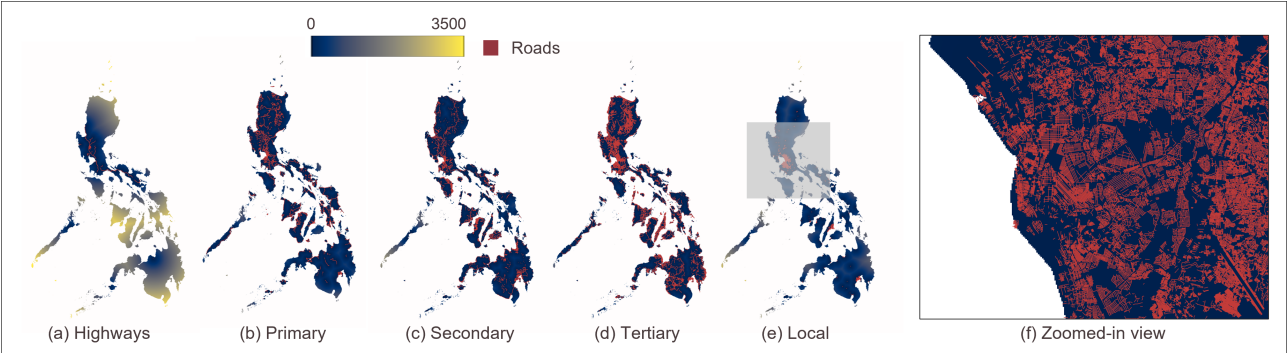 0 3500
Roads
(a) Highways (b) Primary (c) Secondary (d) Tertiary (e) Local (f) Zoomed-in view